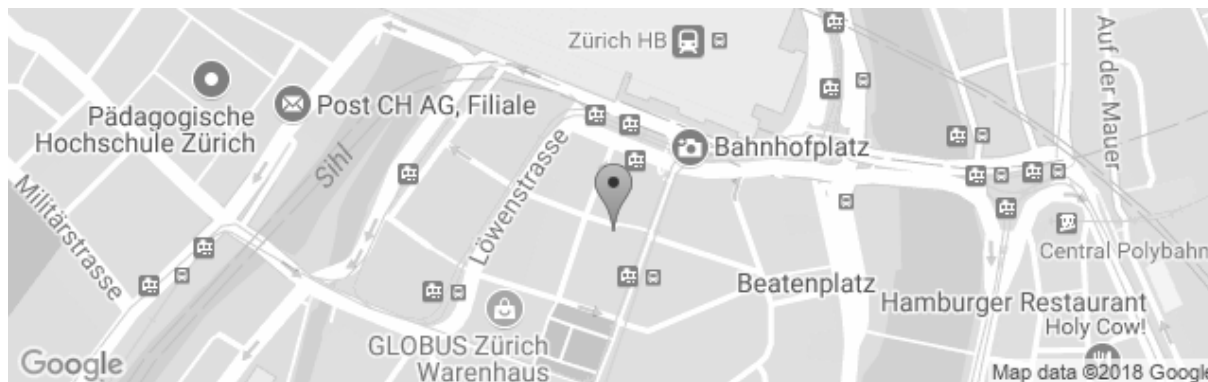 Zürich HB
Auf der Mauer
Pädagogische
Hochschule Zürich
Post CH AG, Filiale
Sihl
Löwenstrasse
Bahnhofplatz
Militärstrasse
Central Polybahn
Beatenplatz
Hamburger Restaurant
Holy Cow!
GLOBUS Zürich
Warenhaus
Google
Map data ©2018 Google